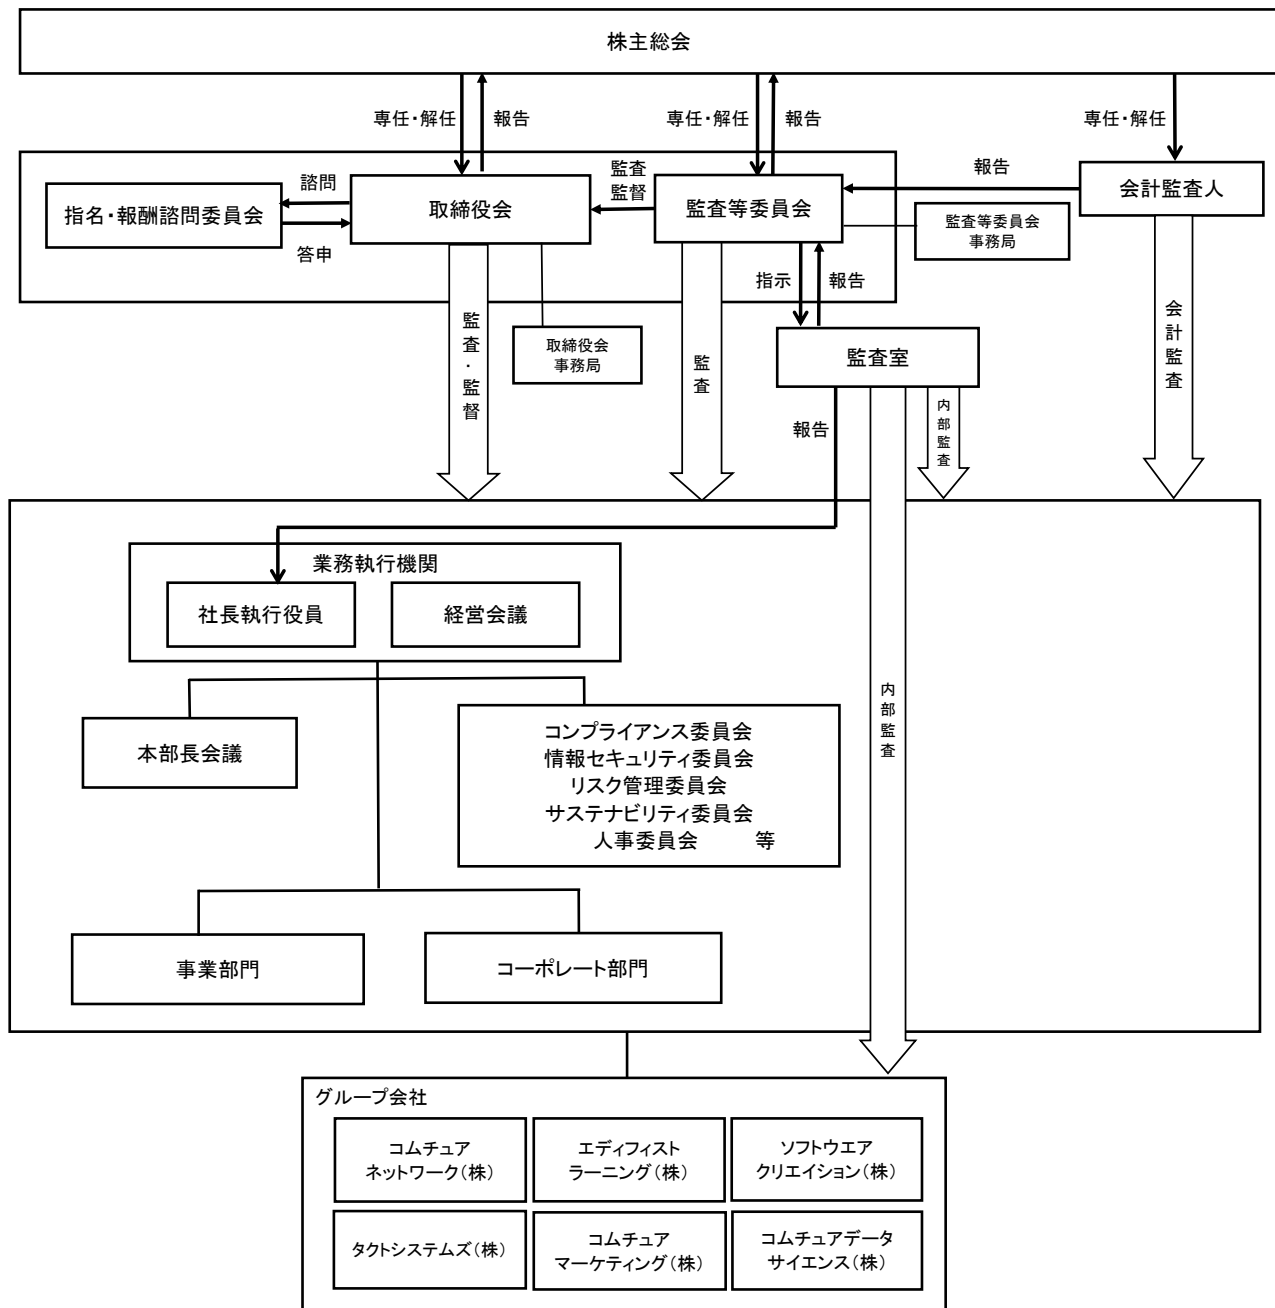 株主総会
専任・解任
報告
専任・解任
報告
専任・解任
指名・報酬諮問委員会
諮問
答申
取締役会
監査
監督
監査等委員会
報告
会計監査人
監査等委員会
事務局
指示
報告
監査・監督
取締役会
事務局
監査
監査室
会計監査
報告
内部監査
業務執行機関
社長執行役員
経営会議
内部監査
本部長会議
コンプライアンス委員会
情報セキュリティ委員会
リスク管理委員会
サステナビリティ委員会
人事委員会 等
事業部門
コーポレート部門
グループ会社
コムチュア
ネットワーク(株)
エディフィスト
ラーニング(株)
ソフトウエア
クリエイション(株)
タクトシステムズ(株)
コムチュア
マーケティング(株)
コムチュアデータ
サイエンス(株)